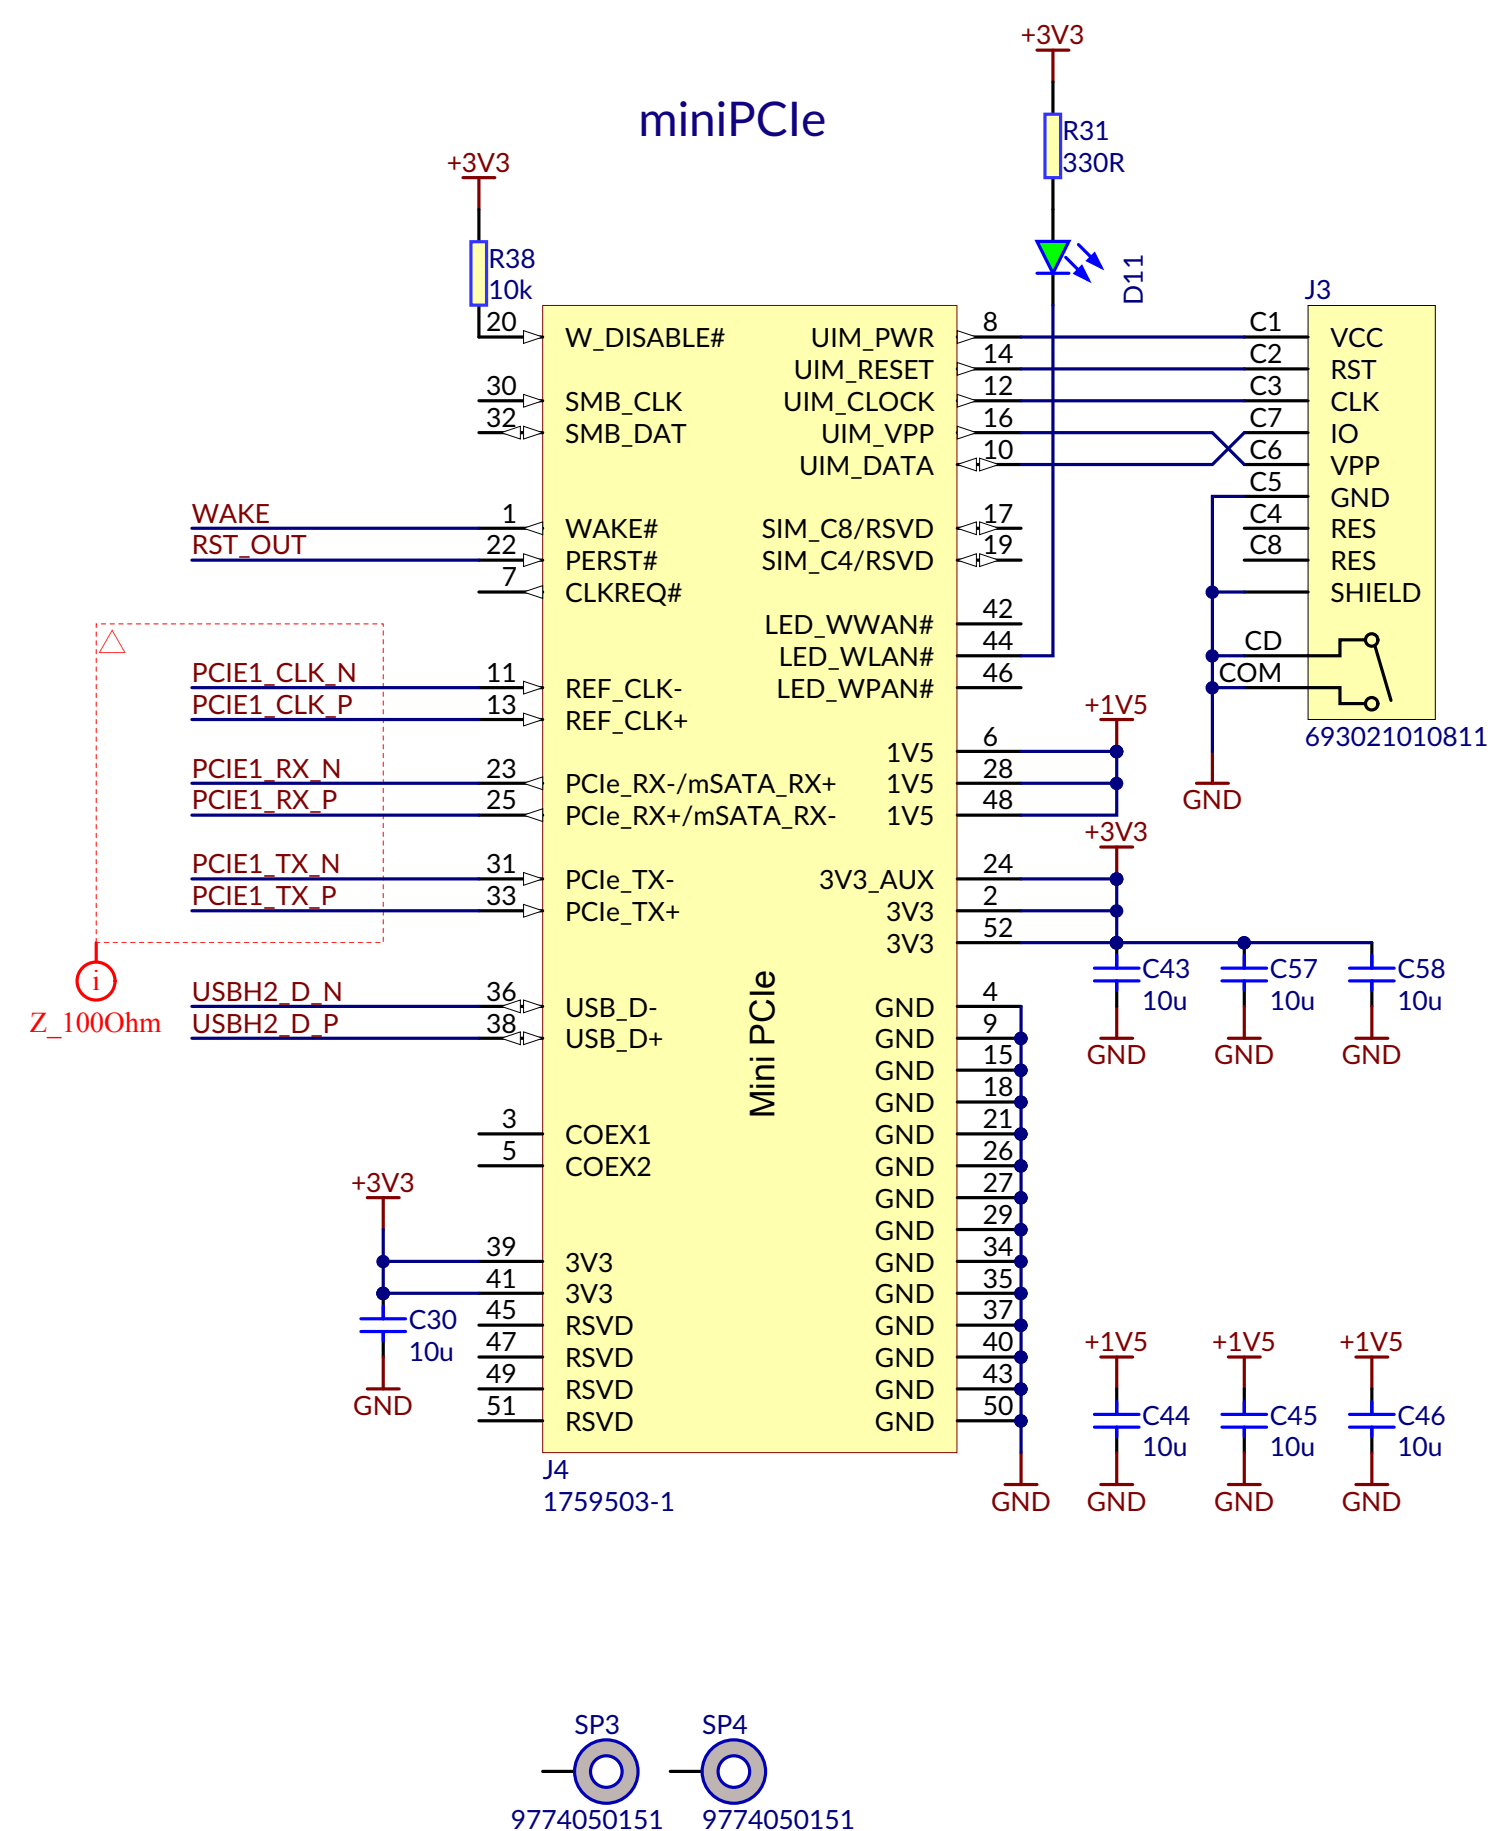 +3V3
miniPCIe
R31
330R
+3V3
R38
10k
D11
J3
20 W_DISABLE# UIM_PWR 8 C1 VCC
UIM_RESET 14 C2 RST
30 SMB_CLK UIM_CLOCK 12 C3 CLK
32 SMB_DAT UIM_VPP 16 C7 IO
UIM_DATA 10 C6 VPP
C5 GND
WAKE 1 WAKE# SIM_C8/RSVD 17 C4 RES
RST_OUT 22 PERST# SIM_C4/RSVD 19 C8 RES
7 CLKREQ# SHIELD
LED_WWAN# 42
LED_WLAN# 44 CD
PCIE1_CLK_N 11 REF_CLK- LED_WPAN# 46 COM
PCIE1_CLK_P 13 REF_CLK+
+1V5
693021010811
1V5 6
PCIE1_RX_N 23 PCIe_RX-/mSATA_RX+ 1V5 28
PCIE1_RX_P 25 PCIe_RX+/mSATA_RX- 1V5 48
GND
+3V3
PCIE1_TX_N 31 PCIe_TX- 3V3_AUX 24
PCIE1_TX_P 33 PCIe_TX+ 3V3 2
3V3 52
C43
10u
C57
10u
C58
10u
i
Z_100Ohm
USBH2_D_N 36 USB_D- GND 4
USBH2_D_P 38 USB_D+ GND 9
GND GND GND
Mini PCIe
GND 15
GND 18
3 COEX1 GND 21
5 COEX2 GND 26
+3V3
GND 27
GND 29
39 3V3 GND 34
41 3V3 GND 35
C30
10u
45 RSVD GND 37
47 RSVD GND 40
49 RSVD GND 43
51 RSVD GND 50
GND
+1V5 +1V5 +1V5
C44
10u
C45
10u
C46
10u
J4
1759503-1
GND GND GND GND
SP3 SP4
9774050151 9774050151